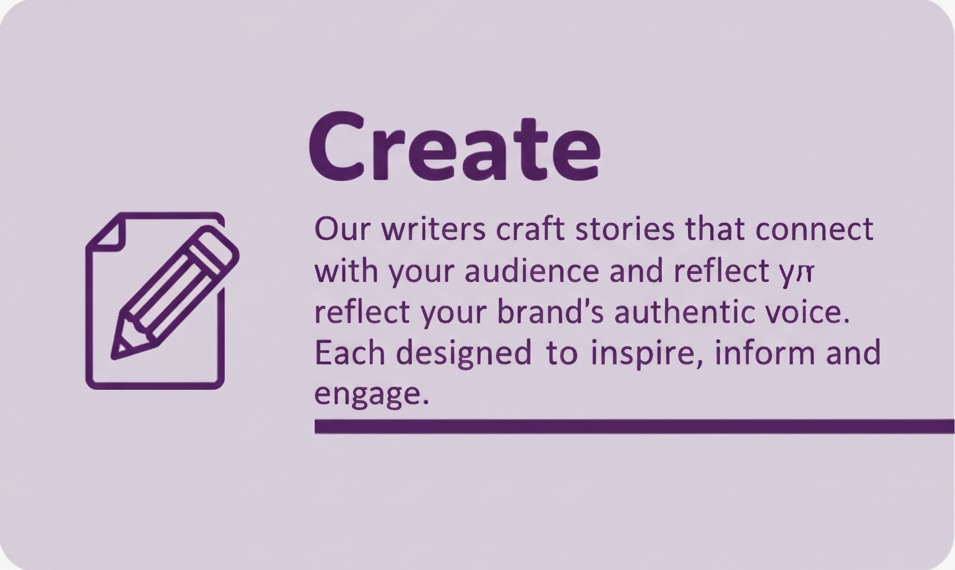 Create
Our writers craft stories that connect
with your audience and reflect
reflect your brand's authentic voice.
Each designed to inspire, inform and
engage.